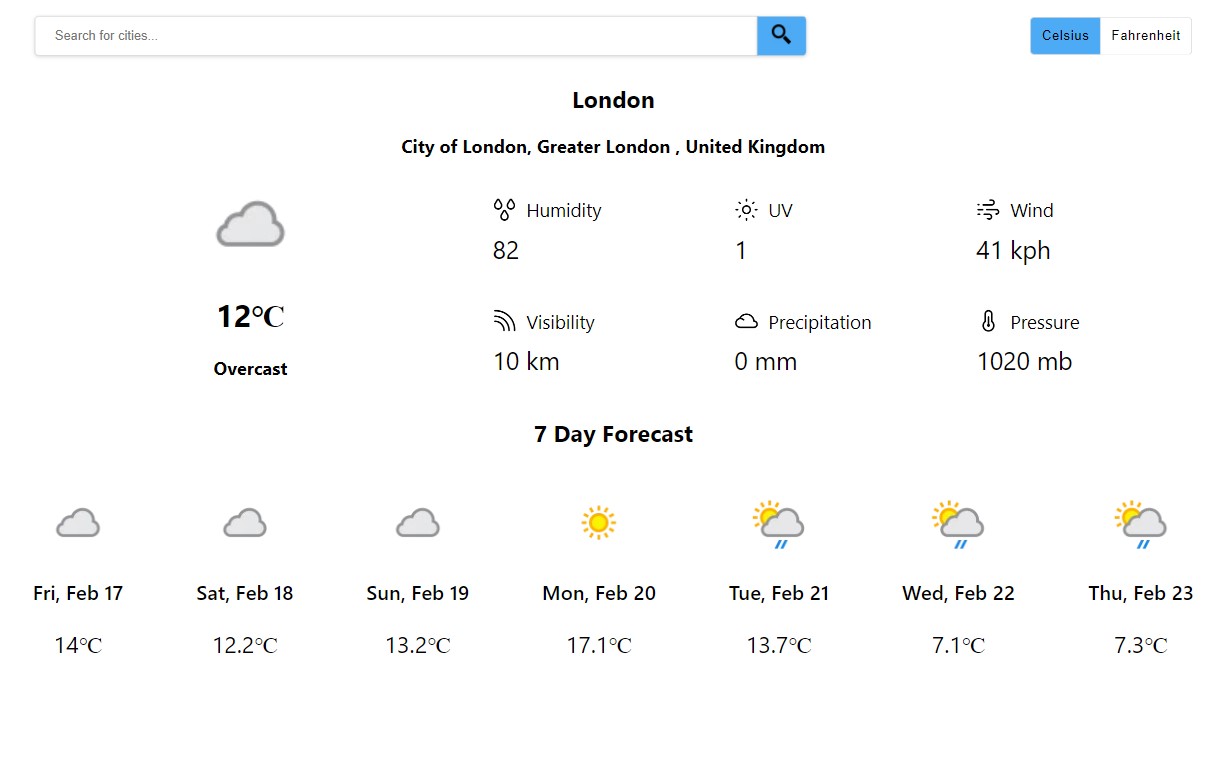 Search for cities...
Celsius Fahrenheit
London
City of London, Greater London , United Kingdom
Humidity UV Wind
82 1 41 kph
12°C
Visibility Precipitation Pressure
10 km 0 mm 1020 mb
Overcast
7 Day Forecast
Fri, Feb 17 Sat, Feb 18 Sun, Feb 19 Mon, Feb 20 Tue, Feb 21 Wed, Feb 22 Thu, Feb 23
14°C 12.2°C 13.2°C 17.1°C 13.7°C 7.1°C 7.3°C